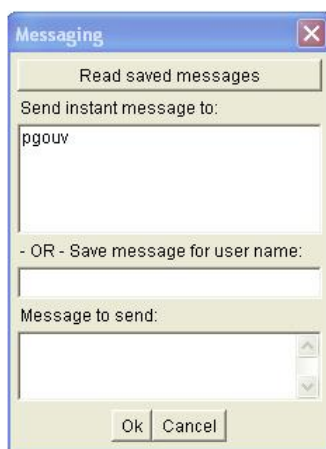 Messaging
Read saved messages
Send instant message to:
pgouv
- OR - Save message for user name:
Message to send:
Ok Cancel